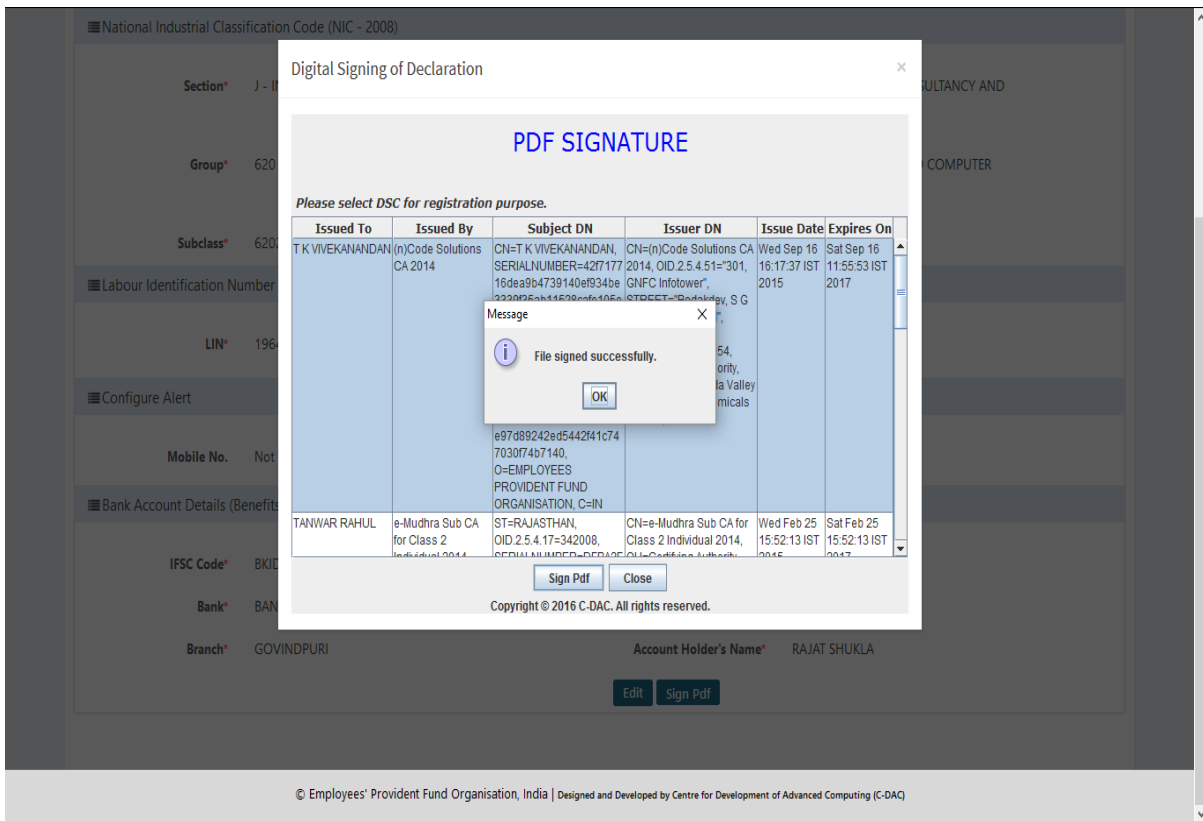 National Industrial Classification Code (NIC - 2008)
Digital Signing of Declaration ×
Section* J - SULTANCY AND
PDF SIGNATURE
Group* 620 COMPUTER
Please select DSC for registration purpose.
Issued To Issued By Subject DN Issuer DN Issue Date Expires On
Subclass* 620
T K VIVEKANANDAN (n)Code Solutions CN=T K VIVEKANANDAN, CN=(n)Code Solutions CA Wed Sep 16 Sat Sep 16
CA 2014 SERIALNUMBER=42f7177 2014, OID.2.5.4.51="301, 16:17:37 IST 11:55:53 IST
16dea9b4739140ef934be GNFC Infotower", 2015 2017
STREET="Bodakdev, S G
Labour Identification Number
Message X
LIN* 196
File signed successfully. 54,
ority,
la Valley
OK micals
Configure Alert
e97d89242ed5442f41c74
7030f74b7140,
Mobile No. Not
O=EMPLOYEES
PROVIDENT FUND
ORGANISATION, C=IN
Bank Account Details (Benefits
TANWAR RAHUL e-Mudhra Sub CA ST=RAJASTHAN, CN=e-Mudhra Sub CA for Wed Feb 25 Sat Feb 25
for Class 2 OID.2.5.4.17=342008, Class 2 Individual 2014, 15:52:13 IST 15:52:13 IST
Individual 2014 OU=Certifying Authority 2015 2017
IFSC Code* BKID
Sign Pdf Close
Bank* BAN
Copyright © 2016 C-DAC. All rights reserved.
Branch* GOVINDPURI Account Holder's Name* RAJAT SHUKLA
Edit Sign Pdf
© Employees' Provident Fund Organisation, India | Designed and Developed by Centre for Development of Advanced Computing (C-DAC)